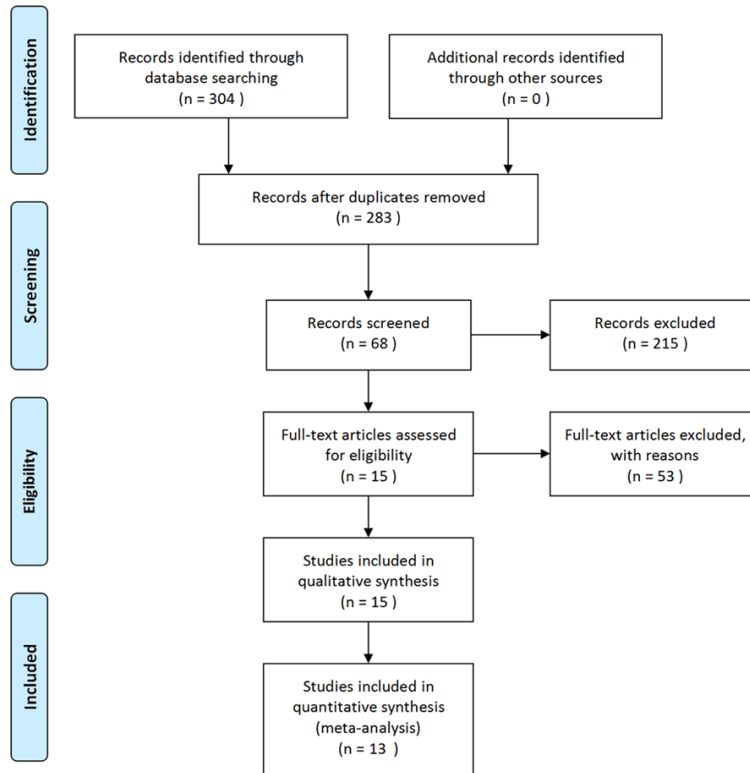 Identification
Records identified through
database searching
(n = 304 )
Additional records identified
through other sources
(n = 0 )
Records after duplicates removed
(n = 283 )
Screening
Records screened
(n = 68 )
Records excluded
(n = 215 )
Eligibility
Full-text articles assessed
for eligibility
(n = 15 )
Full-text articles excluded,
with reasons
(n = 53 )
Studies included in
qualitative synthesis
(n = 15 )
Included
Studies included in
quantitative synthesis
(meta-analysis)
(n = 13 )